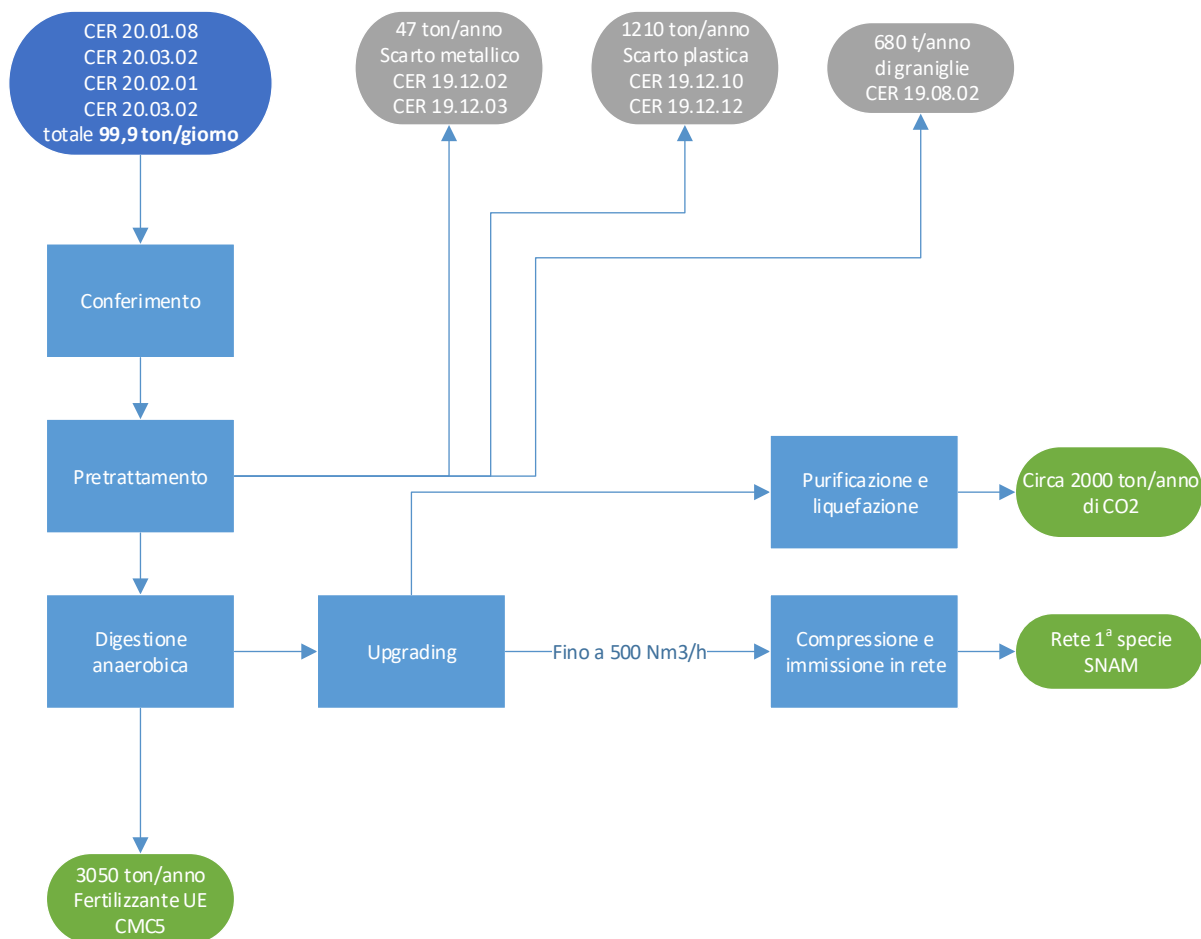 CER 20.01.08
CER 20.03.02
CER 20.02.01
CER 20.03.02
totale 99,9 ton/giorno
47 ton/anno
Scarto metallico
CER 19.12.02
CER 19.12.03
1210 ton/anno
Scarto plastica
CER 19.12.10
CER 19.12.12
680 t/anno
di graniglie
CER 19.08.02
Conferimento
Pretrattamento
Purificazione e
liquefazione
Circa 2000 ton/anno
di CO2
Digestione
anaerobica
Upgrading
Fino a 500 Nm3/h
Compressione e
immissione in rete
Rete 1ª specie
SNAM
3050 ton/anno
Fertilizzante UE
CMC5